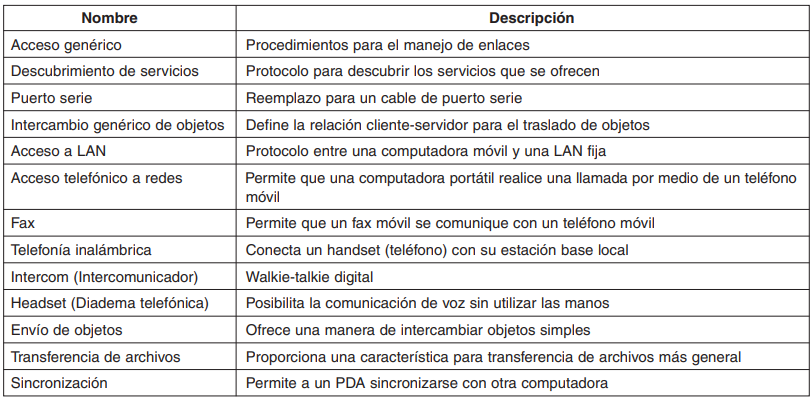 Nombre Descripción
Acceso genérico Procedimientos para el manejo de enlaces
Descubrimiento de servicios Protocolo para descubrir los servicios que se ofrecen
Puerto serie Reemplazo para un cable de puerto serie
Intercambio genérico de objetos Define la relación cliente-servidor para el traslado de objetos
Acceso a LAN Protocolo entre una computadora móvil y una LAN fija
Acceso telefónico a redes Permite que una computadora portátil realice una llamada por medio de un teléfono
móvil
Fax Permite que un fax móvil se comunique con un teléfono móvil
Telefonía inalámbrica Conecta un handset (teléfono) con su estación base local
Intercom (Intercomunicador) Walkie-talkie digital
Headset (Diadema telefónica) Posibilita la comunicación de voz sin utilizar las manos
Envío de objetos Ofrece una manera de intercambiar objetos simples
Transferencia de archivos Proporciona una característica para transferencia de archivos más general
Sincronización Permite a un PDA sincronizarse con otra computadora